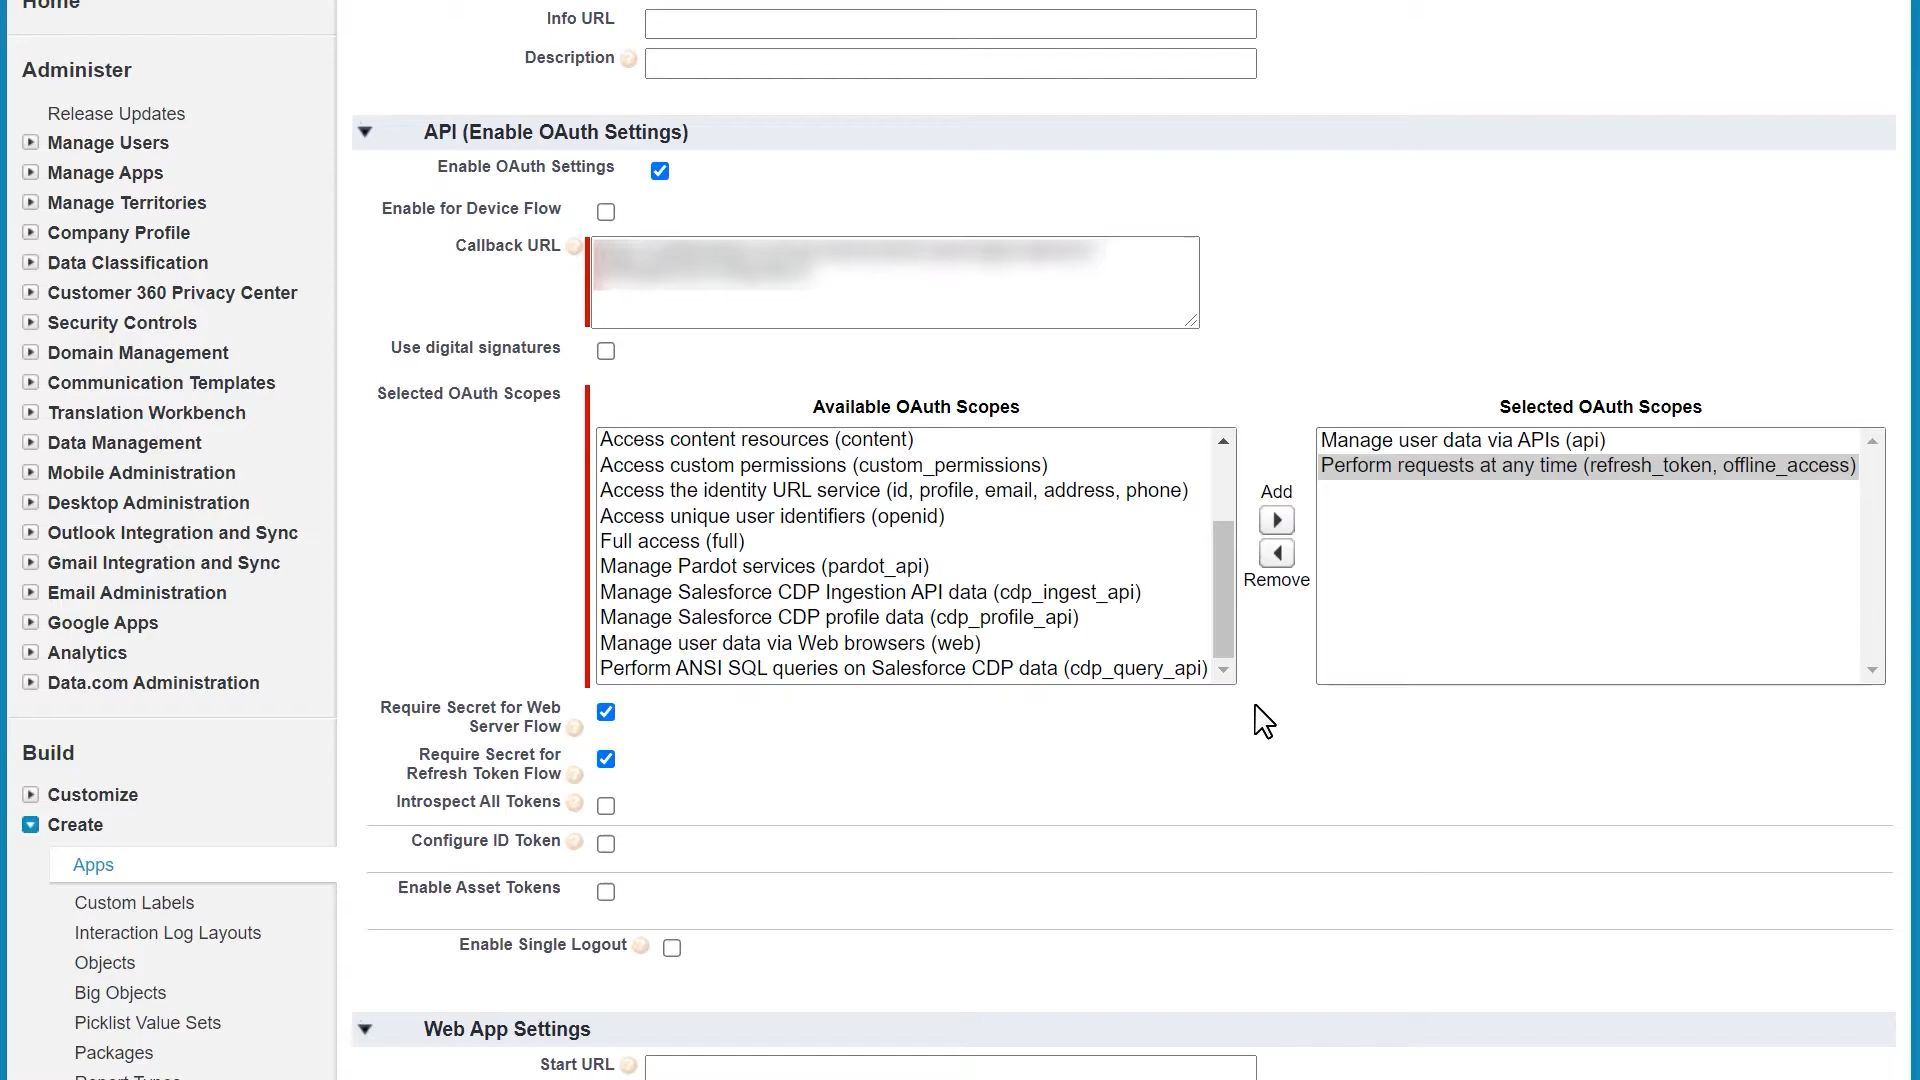 Home
Administer
Release Updates
Manage Users
Manage Apps
Manage Territories
Company Profile
Data Classification
Customer 360 Privacy Center
Security Controls
Domain Management
Communication Templates
Translation Workbench
Data Management
Mobile Administration
Desktop Administration
Outlook Integration and Sync
Gmail Integration and Sync
Email Administration
Google Apps
Analytics
Data.com Administration
Build
Customize
Create
Apps
Custom Labels
Interaction Log Layouts
Objects
Big Objects
Picklist Value Sets
Packages
Report Types
Info URL
Description
API (Enable OAuth Settings)
Enable OAuth Settings
Enable for Device Flow
Callback URL
Use digital signatures
Selected OAuth Scopes
Available OAuth Scopes
Access content resources (content)
Access custom permissions (custom_permissions)
Access the identity URL service (id, profile, email, address, phone)
Access unique user identifiers (openid)
Full access (full)
Manage Pardot services (pardot_api)
Manage Salesforce CDP Ingestion API data (cdp_ingest_api)
Manage Salesforce CDP profile data (cdp_profile_api)
Manage user data via Web browsers (web)
Perform ANSI SQL queries on Salesforce CDP data (cdp_query_api)
Add
Remove
Selected OAuth Scopes
Manage user data via APIs (api)
Perform requests at any time (refresh_token, offline_access)
Require Secret for Web
Server Flow
Require Secret for
Refresh Token Flow
Introspect All Tokens
Configure ID Token
Enable Asset Tokens
Enable Single Logout
Web App Settings
Start URL